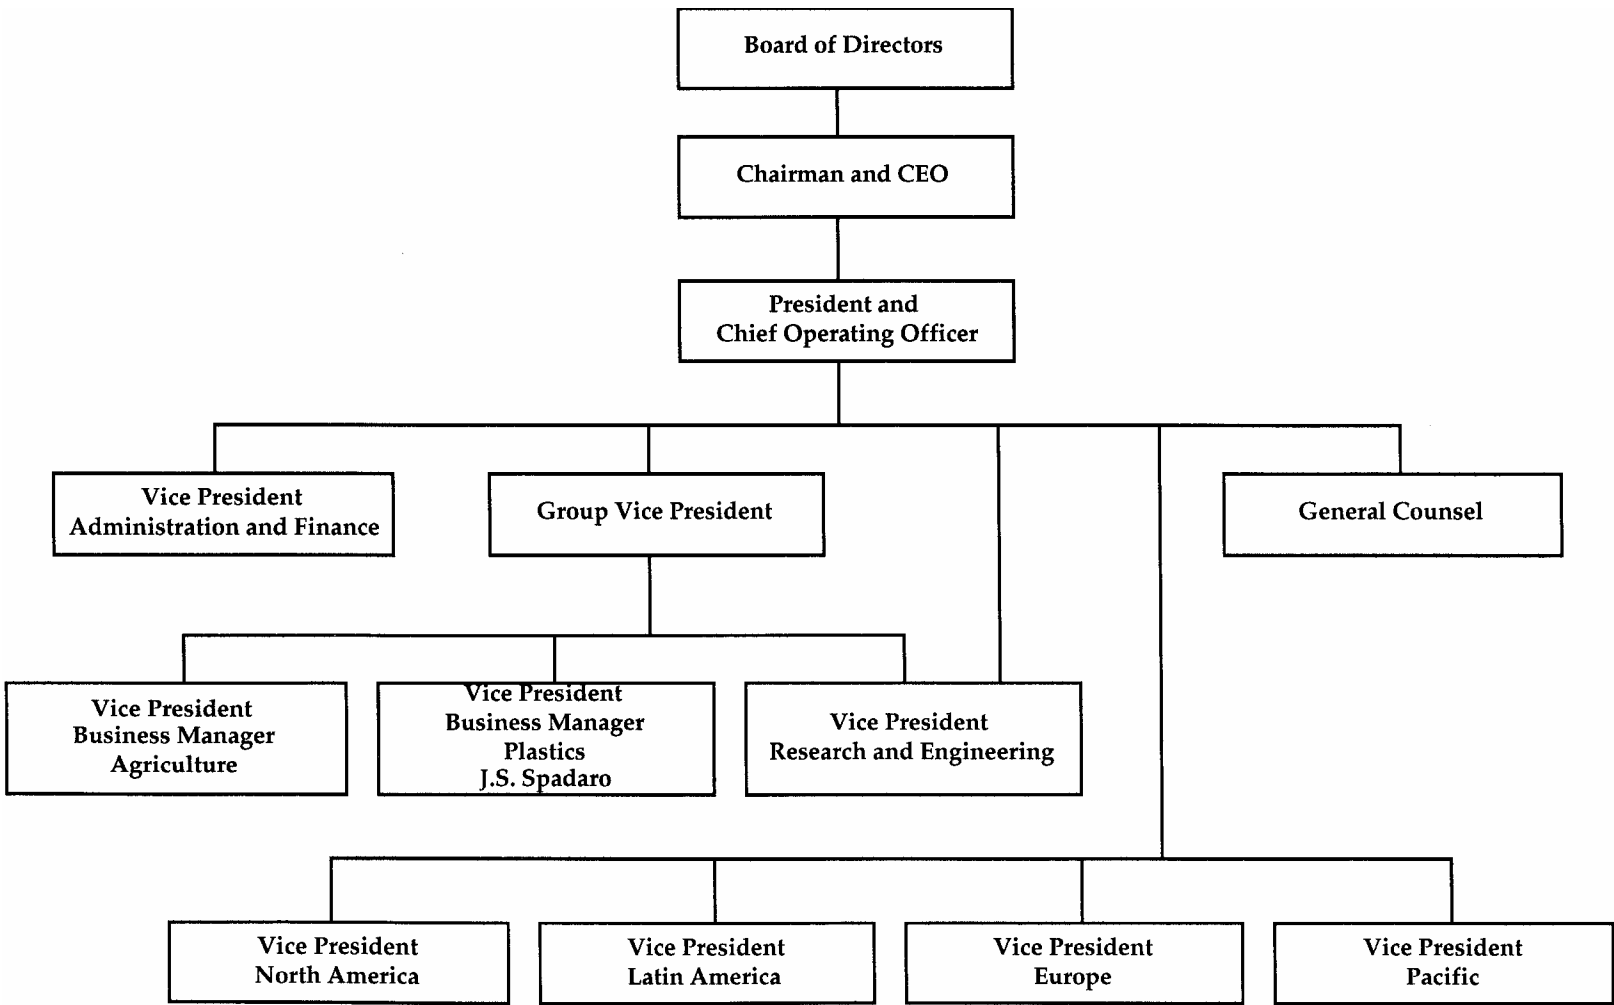 Board of Directors
Chairman and CEO
President and
Chief Operating Officer
Vice President
Administration and Finance
Group Vice President
General Counsel
Vice President
Business Manager
Agriculture
Vice President
Business Manager
Plastics
J.S. Spadaro
Vice President
Research and Engineering
Vice President
North America
Vice President
Latin America
Vice President
Europe
Vice President
Pacific